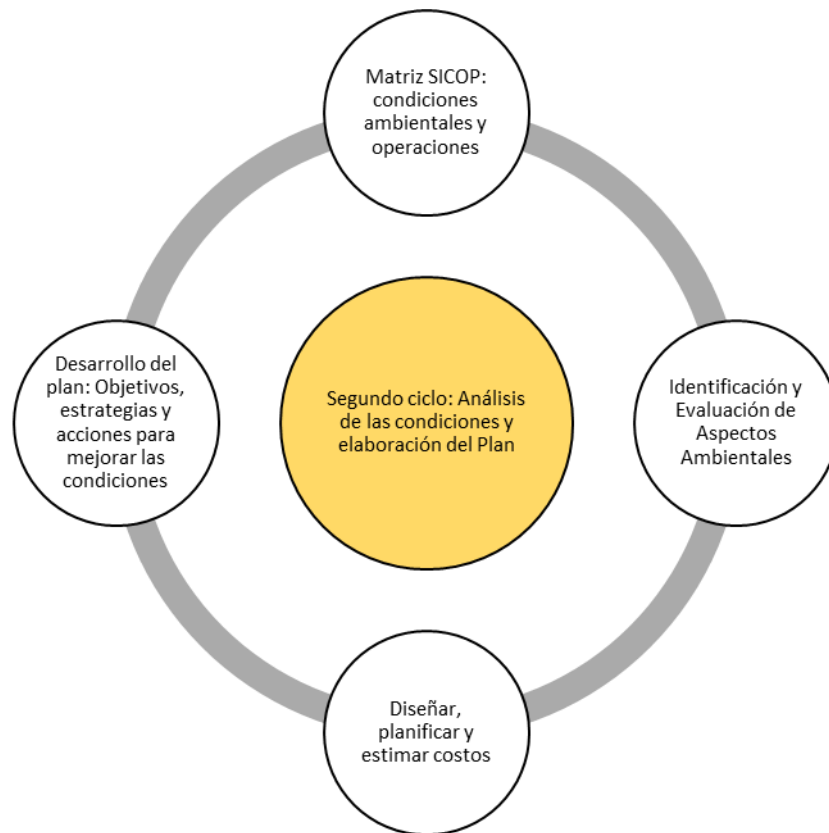 Matriz SICOP:
condiciones
ambientales y
operaciones
Desarrollo del
plan: Objetivos,
estrategias y
acciones para
mejorar las
condiciones
Segundo ciclo: Análisis
de las condiciones y
elaboración del Plan
Identificación y
Evaluación de
Aspectos
Ambientales
Diseñar,
planificar y
estimar costos